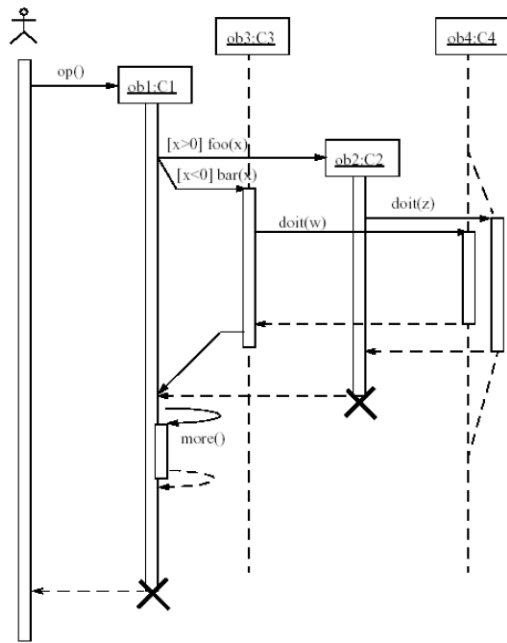 ob3:C3
ob4:C4
op()
ob1:C1
[x>0] foo(x)
ob2:C2
[x<0] bar(x)
doit(z)
doit(w)
more()